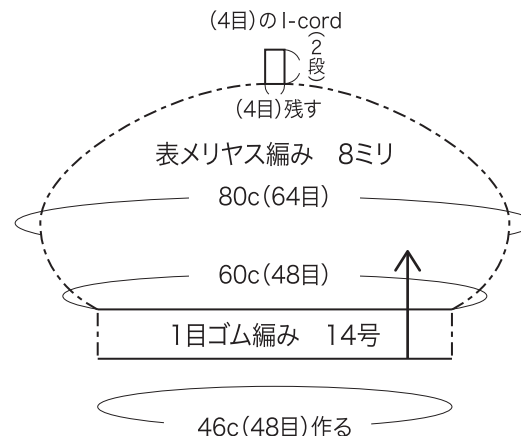 (4目)のI-cord
(2段)
(4目)残す
表メリヤス編み 8ミリ
80c(64目)
60c(48目)
1目ゴム編み 14号
46c(48目)作る